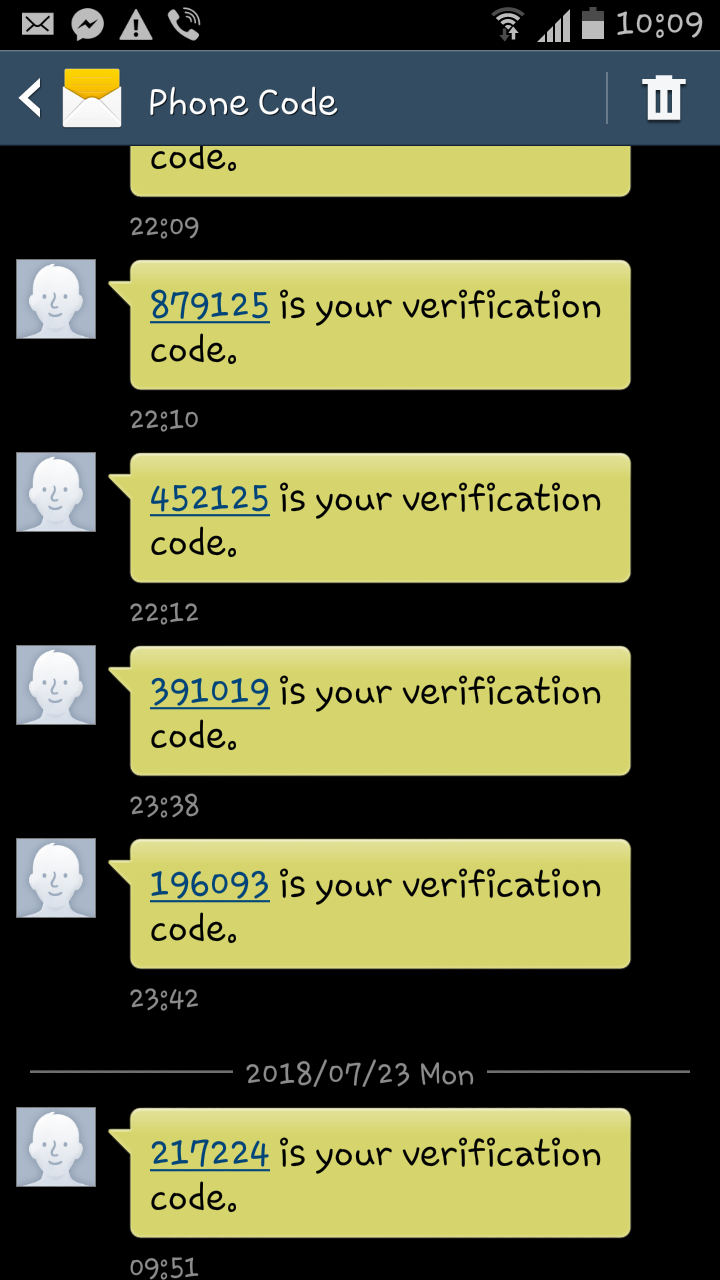 10:09
Phone Code
code.
22:09
879125 is your verification
code.
22:10
452125 is your verification
code.
22:12
391019 is your verification
code.
23:38
196093 is your verification
code.
23:42
2018/07/23 Mon
217224 is your verification
code.
09:51